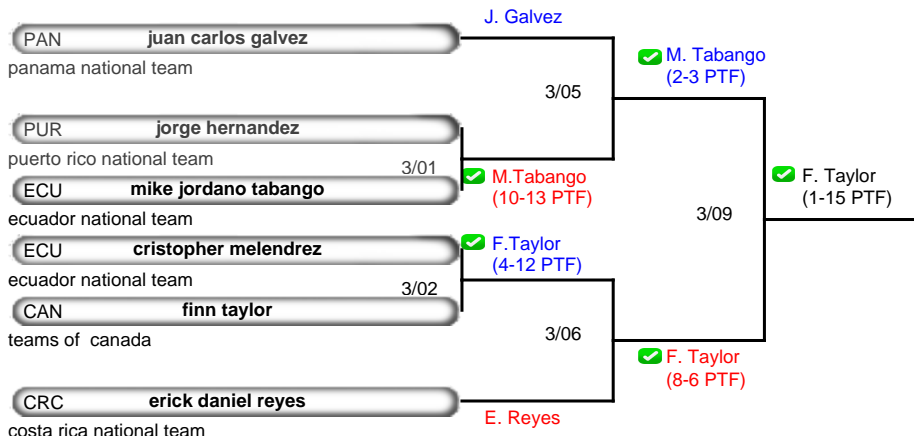 J. Galvez
PAN juan carlos galvez
panama national team
M. Tabango
(2-3 PTF)
3/05
PUR jorge hernandez
puerto rico national team
3/01
ECU mike jordano tabango
ecuador national team
M.Tabango
(10-13 PTF)
F. Taylor
(1-15 PTF)
3/09
ECU cristopher melendrez
ecuador national team
F.Taylor
(4-12 PTF)
3/02
CAN finn taylor
teams of  canada
3/06
F. Taylor
(8-6 PTF)
CRC erick daniel reyes
costa rica national team
E. Reyes